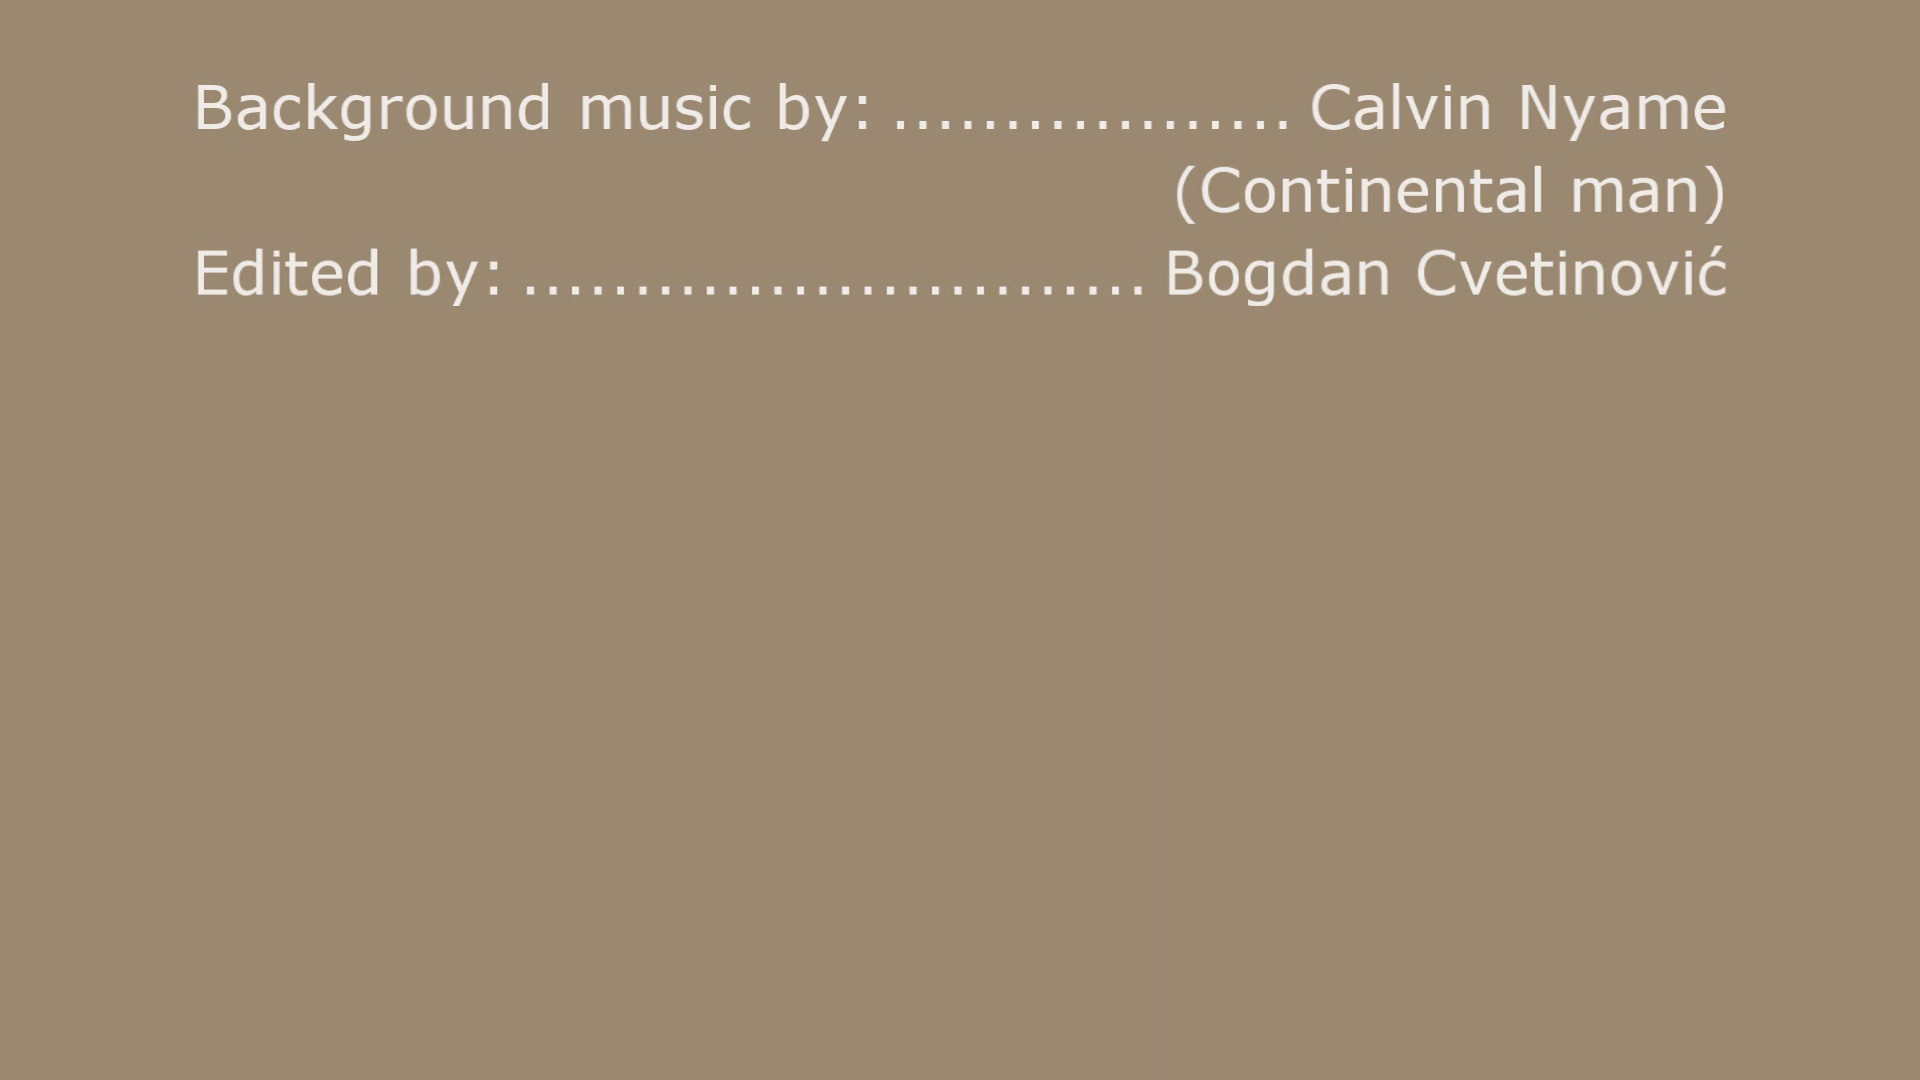 Background music by: .................. Calvin Nyame
(Continental man)
Edited by: ............................ Bogdan Cvetinović